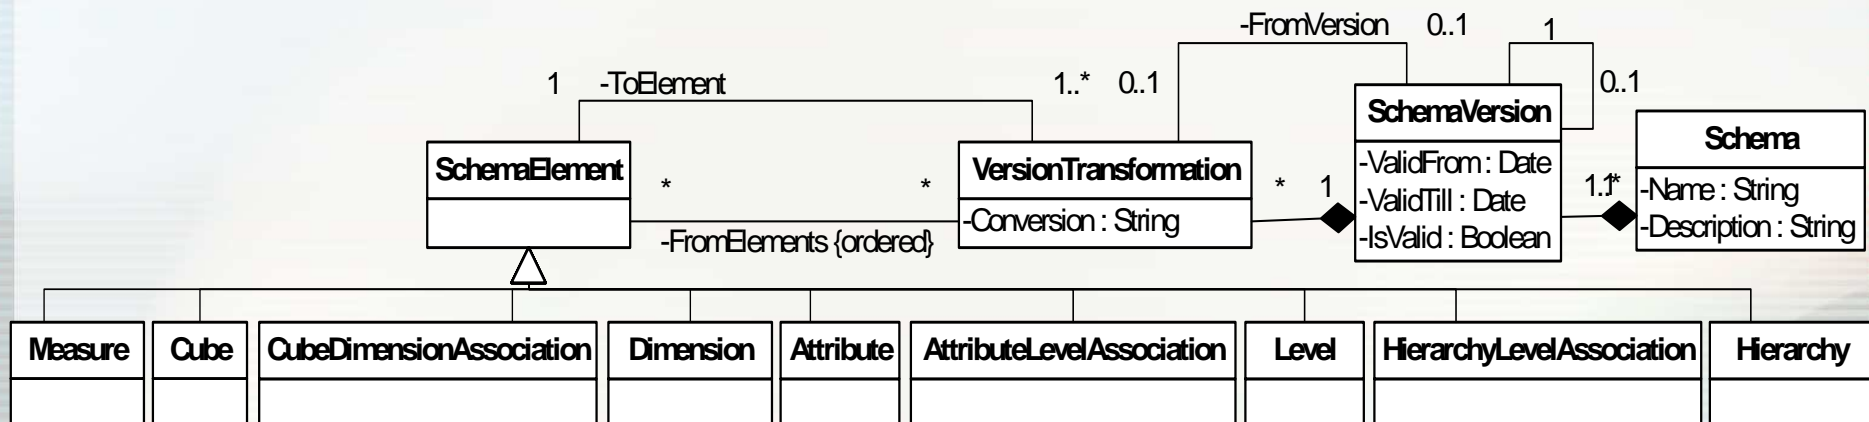 -FromVersion 0..1 1
1 -ToElement 1..* 0..1 0..1
SchemaVersion
-ValidFrom : Date
-ValidTill : Date
-IsValid : Boolean
Schema
-Name : String
-Description : String
SchemaElement
* *
-FromElements {ordered}
VersionTransformation
-Conversion : String
* 1
1..* 1
Measure
Cube
CubeDimensionAssociation
Dimension
Attribute
AttributeLevelAssociation
Level
HierarchyLevelAssociation
Hierarchy